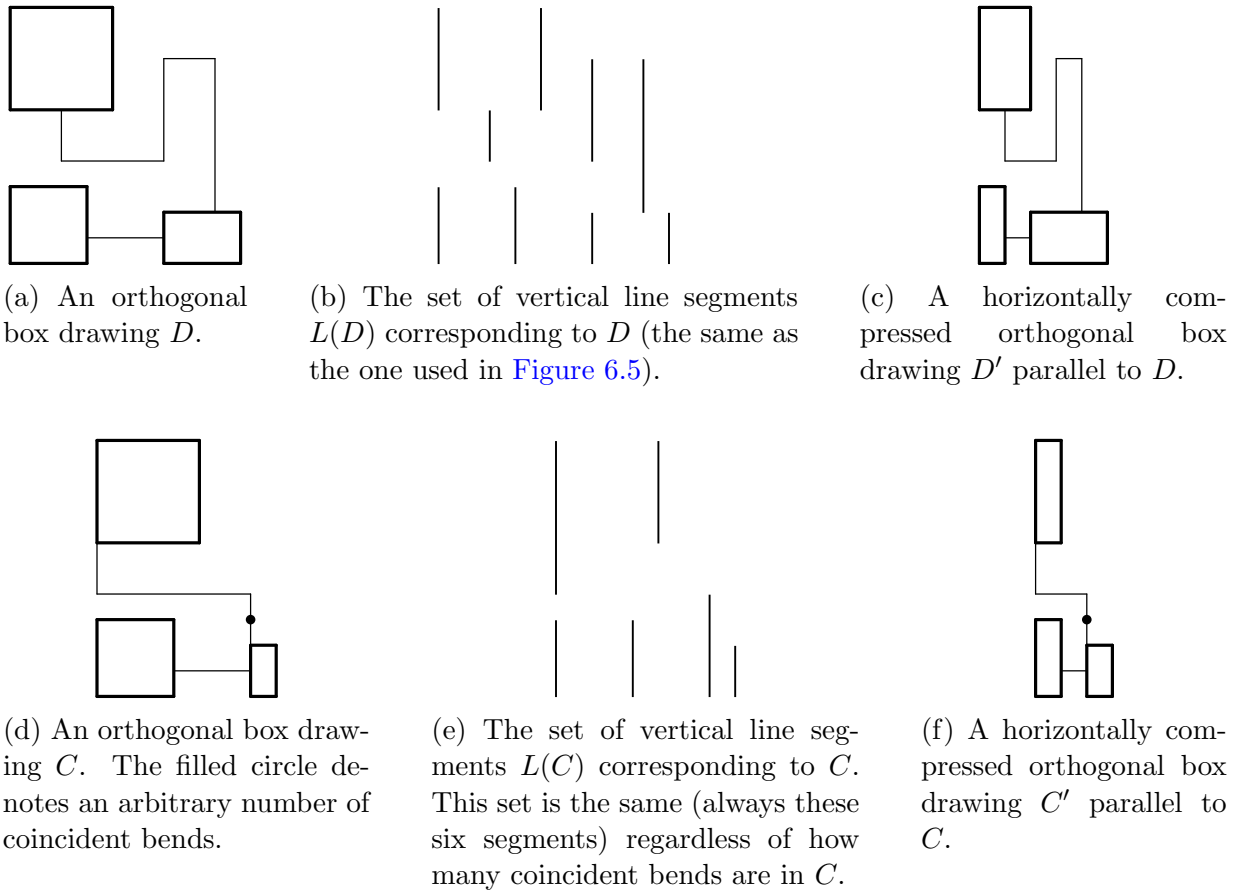 (a) An orthogonal
box drawing D.
(b) The set of vertical line segments
L(D) corresponding to D (the same as
the one used in Figure 6.5).
(c) A horizontally com-
pressed orthogonal box
drawing D′ parallel to D.
(d) An orthogonal box draw-
ing C. The filled circle de-
notes an arbitrary number of
coincident bends.
(e) The set of vertical line seg-
ments L(C) corresponding to C.
This set is the same (always these
six segments) regardless of how
many coincident bends are in C.
(f) A horizontally com-
pressed orthogonal box
drawing C′ parallel to
C.